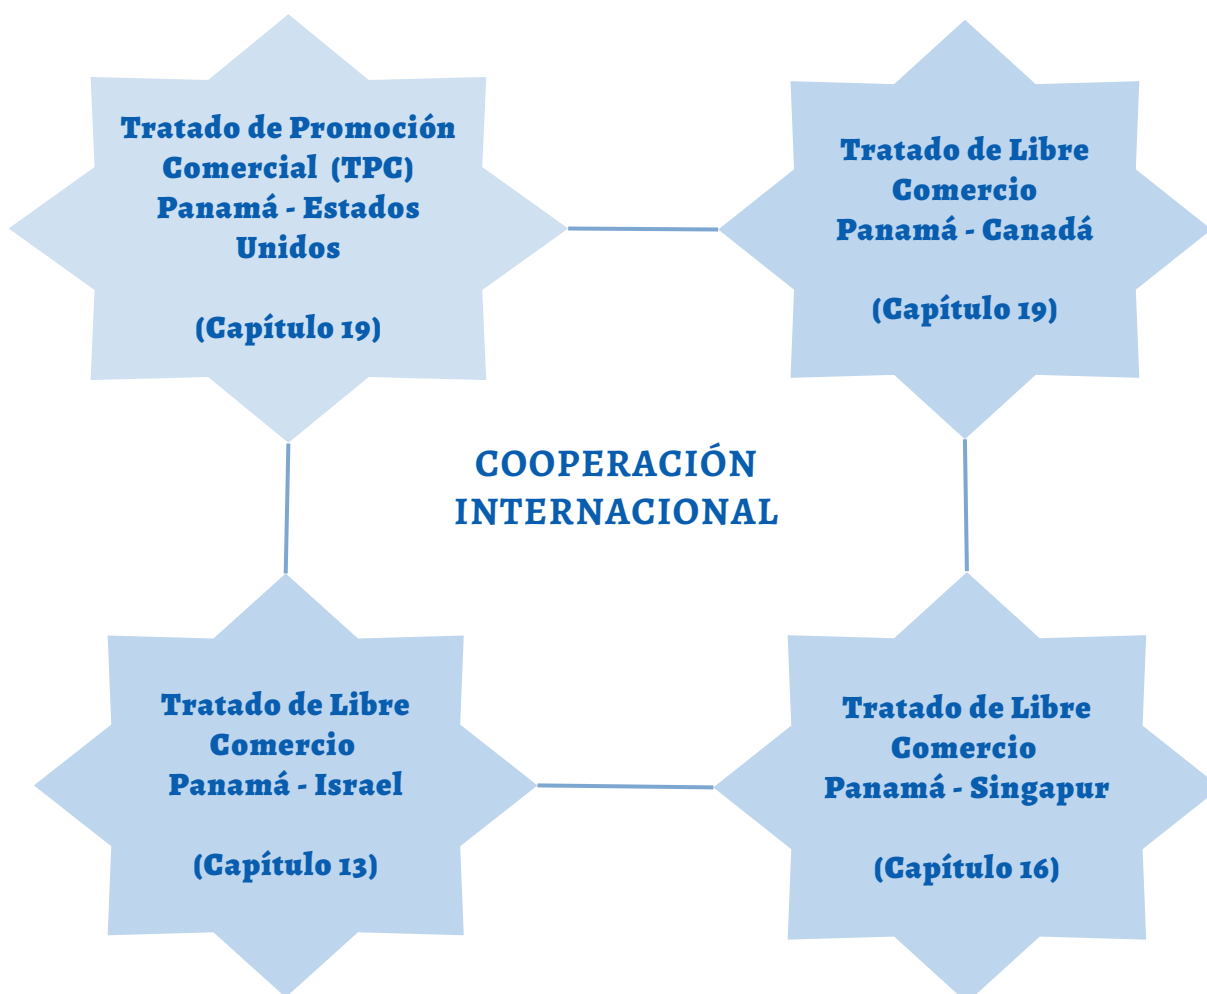 Tratado de Promoción
Comercial (TPC)
Panamá - Estados
Unidos
(Capítulo 19)
Tratado de Libre
Comercio
Panamá - Canadá
(Capítulo 19)
COOPERACIÓN
INTERNACIONAL
Tratado de Libre
Comercio
Panamá - Israel
(Capítulo 13)
Tratado de Libre
Comercio
Panamá - Singapur
(Capítulo 16)